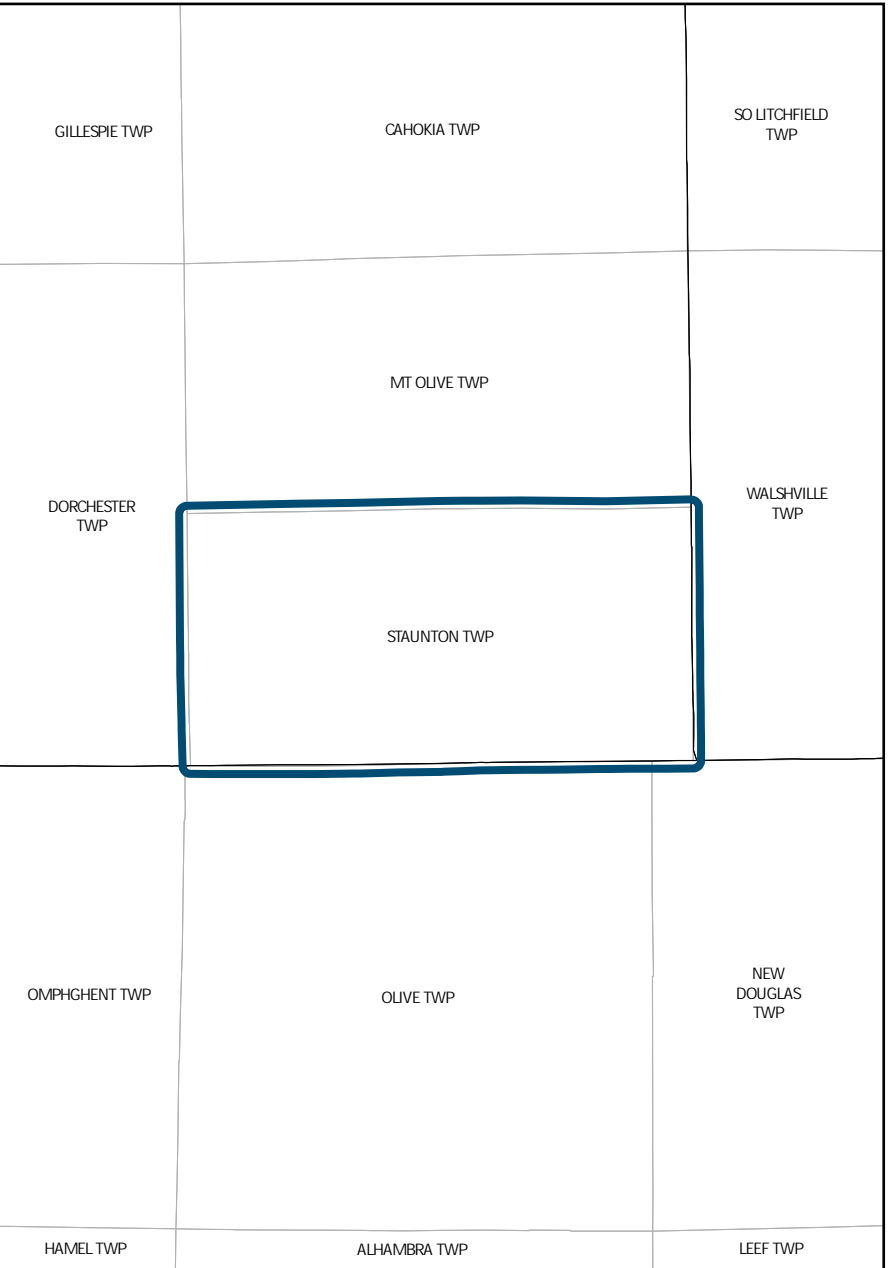 GILLESPIE TWP
CAHOKIA TWP
SO LITCHFIELD
TWP
MT OLIVE TWP
DORCHESTER
TWP
WALSHVILLE
TWP
STAUNTON TWP
OMPHGHENT TWP
OLIVE TWP
NEW
DOUGLAS
TWP
HAMEL TWP
ALHAMBRA TWP
LEEF TWP